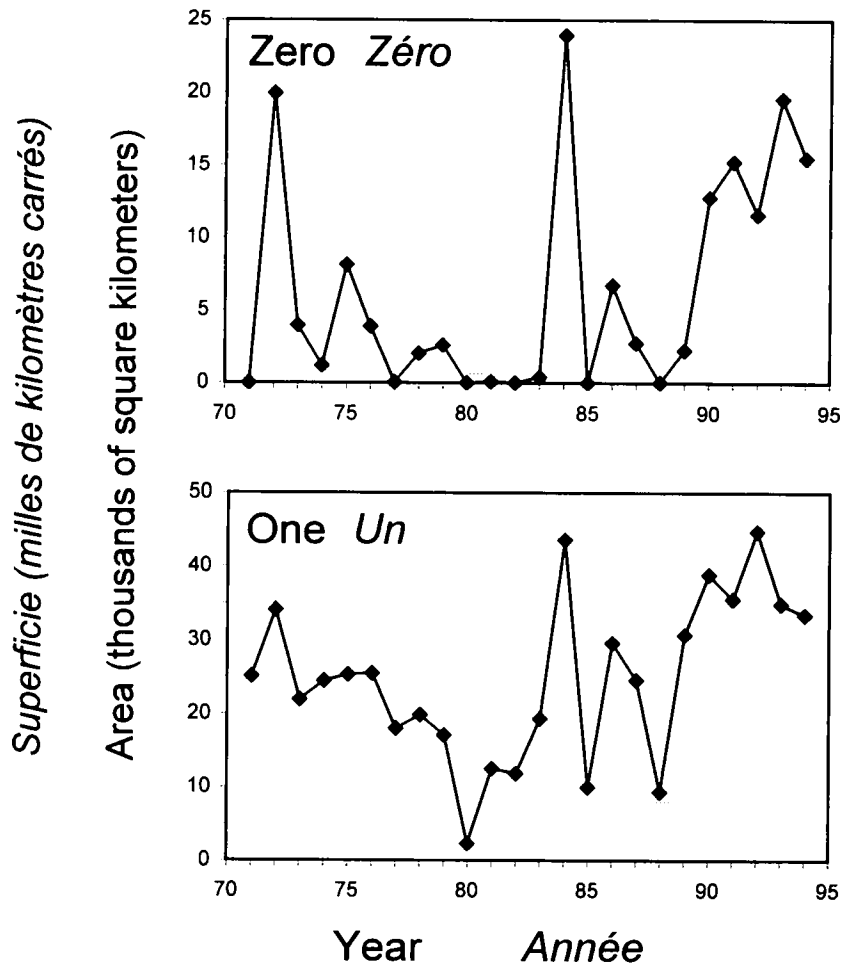 Superficie (milles de kilomètres carrés)
Area (thousands of square kilometers)
25
20
15
10
5
0
Zero Zéro
70 75 80 85 90 95
50
40
30
20
10
0
One Un
70 75 80 85 90 95
Year Année